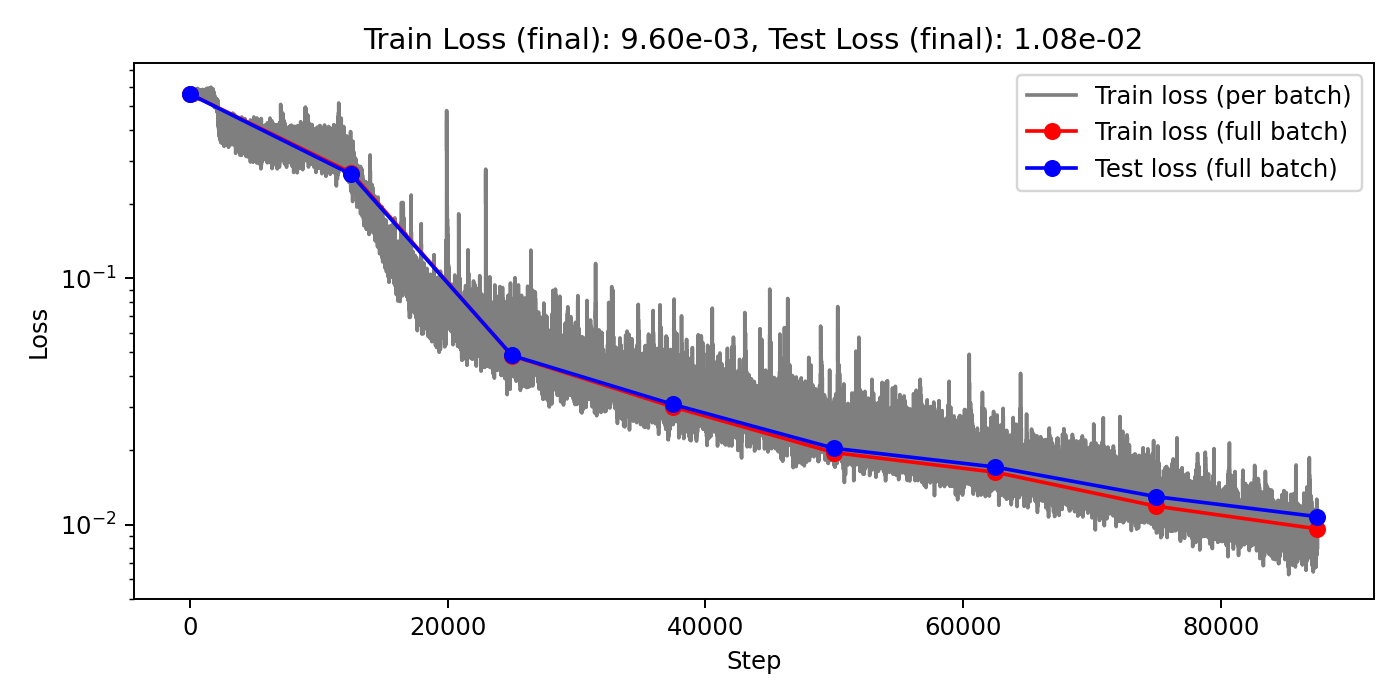 Train Loss (final): 9.60e-03, Test Loss (final): 1.08e-02
Train loss (per batch)
Train loss (full batch)
Test loss (full batch)
10⁻¹
10⁻²
Loss
0 20000 40000 60000 80000
Step